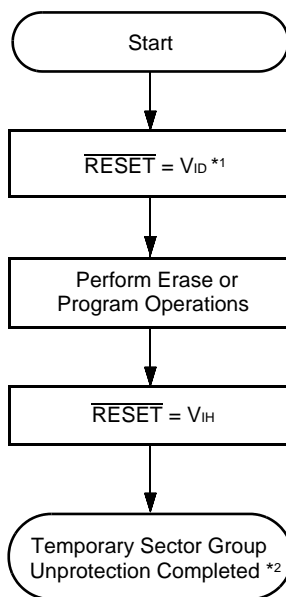 Start
RESET = VID *1
Perform Erase or
Program Operations
RESET = VIH
Temporary Sector Group
Unprotection Completed *2